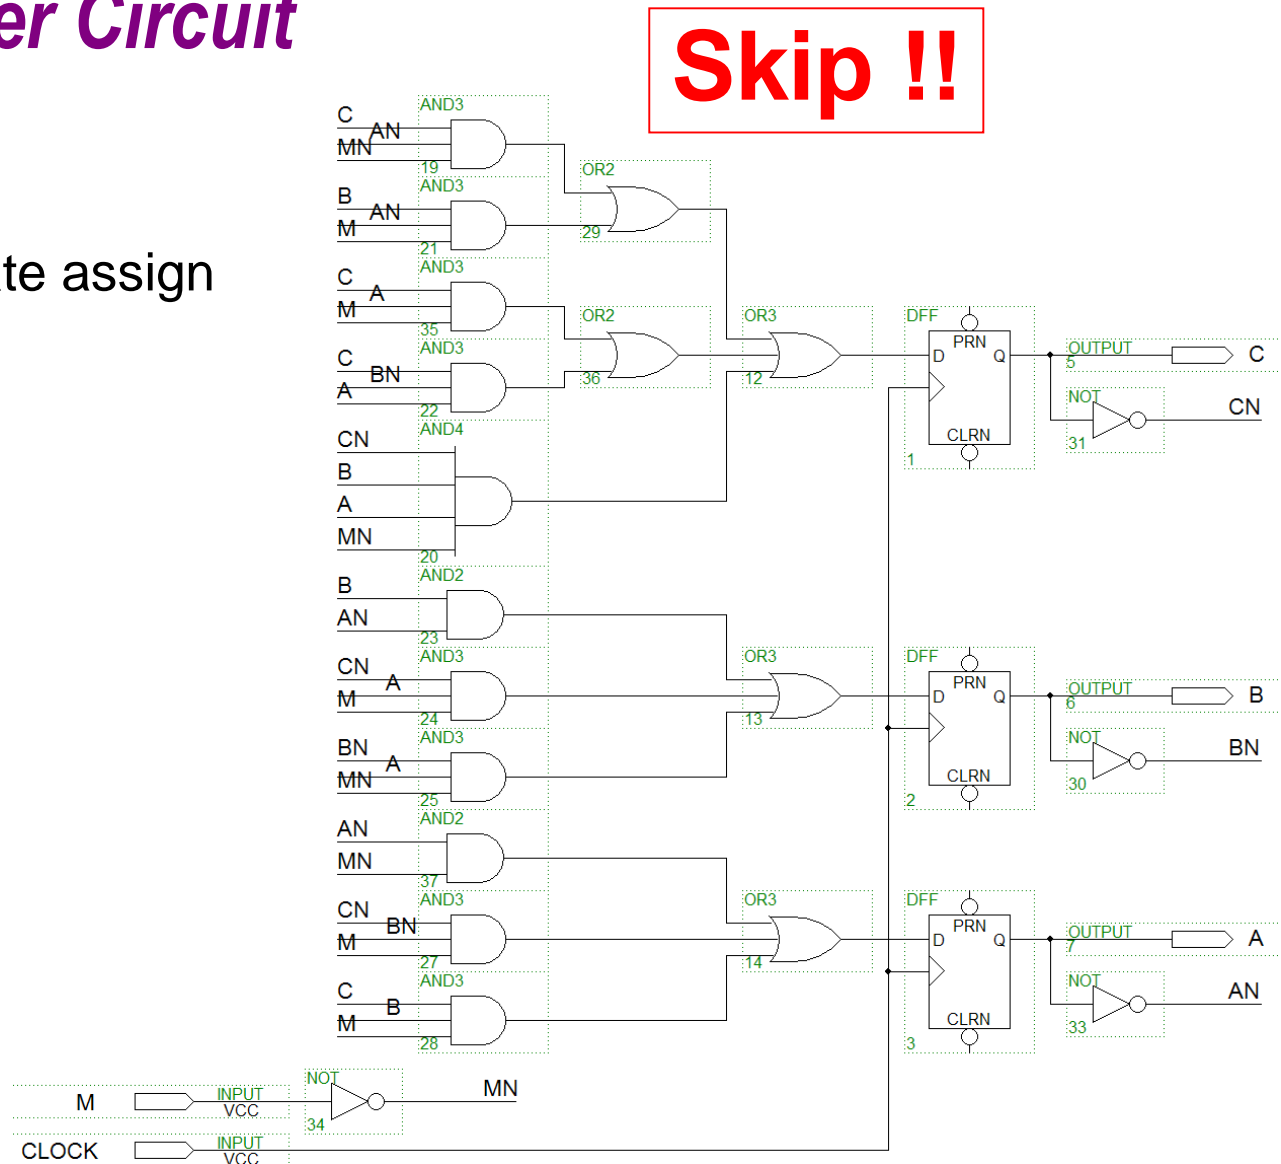 er Circuit
Skip !!
te assign
AND3
C
AN
MN
19
AND3
B
AN
M
21
OR2
29
AND3
C
A
M
35
AND3
C
BN
A
22
OR2
36
OR3
12
DFF
PRN
D
Q
CLRN
1
OUTPUT
5
C
NOT
CN
31
AND4
CN
B
A
MN
20
AND2
B
AN
23
AND3
CN
A
M
24
AND3
BN
A
MN
25
OR3
13
DFF
PRN
D
Q
CLRN
2
OUTPUT
6
B
NOT
BN
30
AND2
AN
MN
37
AND3
CN
BN
M
27
AND3
C
B
M
28
OR3
14
DFF
PRN
D
Q
CLRN
3
OUTPUT
7
A
NOT
AN
33
M
INPUT
VCC
NOT
34
MN
CLOCK
INPUT
VCC